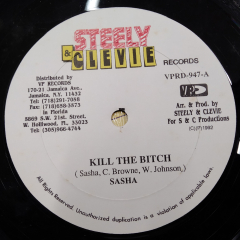 STEELY
& CLEVIE
RECORDS
Distributed by
VP RECORDS
170-21 Jamaica Ave.,
Jamaica, N.Y. 11432
Tel: (718)291-7058
Fax: (718)658-3573
in Florida
5669 S.W. 21st. Street,
W. Hollywood, FL. 33023
Tel: (305)966-4744
VPRD-947-A
VP
Arr. & Prod. by
STEELY & CLEVIE
For S & C Productions
C(P)1992
KILL THE BITCH
( Sasha, C. Browne, W. Johnson, )
SASHA
All rights reserved. Unauthorized duplication is a violation of applicable laws.